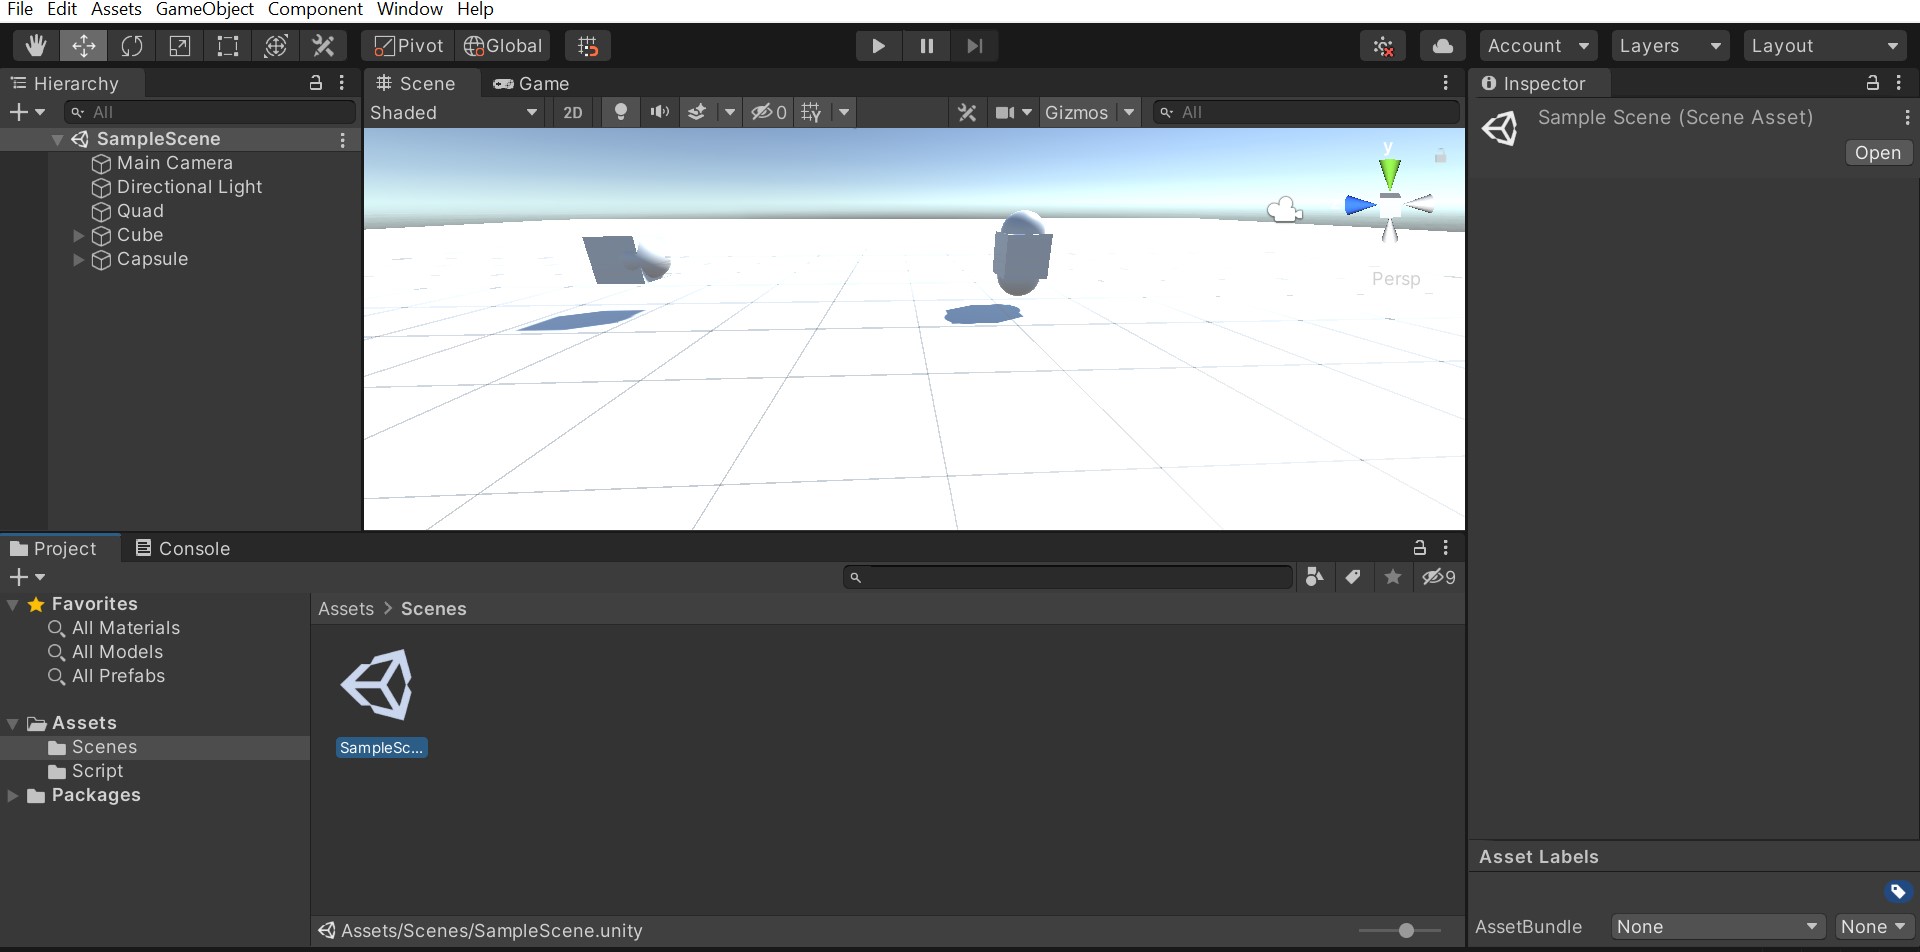 File Edit Assets GameObject Component Window Help
Pivot Global Account Layers Layout
Hierarchy Scene Game Inspector
All Shaded 2D 0 Gizmos All
SampleScene
Main Camera
Directional Light
Quad
Cube
Capsule
y
Persp
Sample Scene (Scene Asset)
Open
Project Console
9
Favorites
All Materials
All Models
All Prefabs
Assets
Scenes
Script
Packages
Assets > Scenes
SampleSc...
Assets/Scenes/SampleScene.unity
Asset Labels
AssetBundle None None